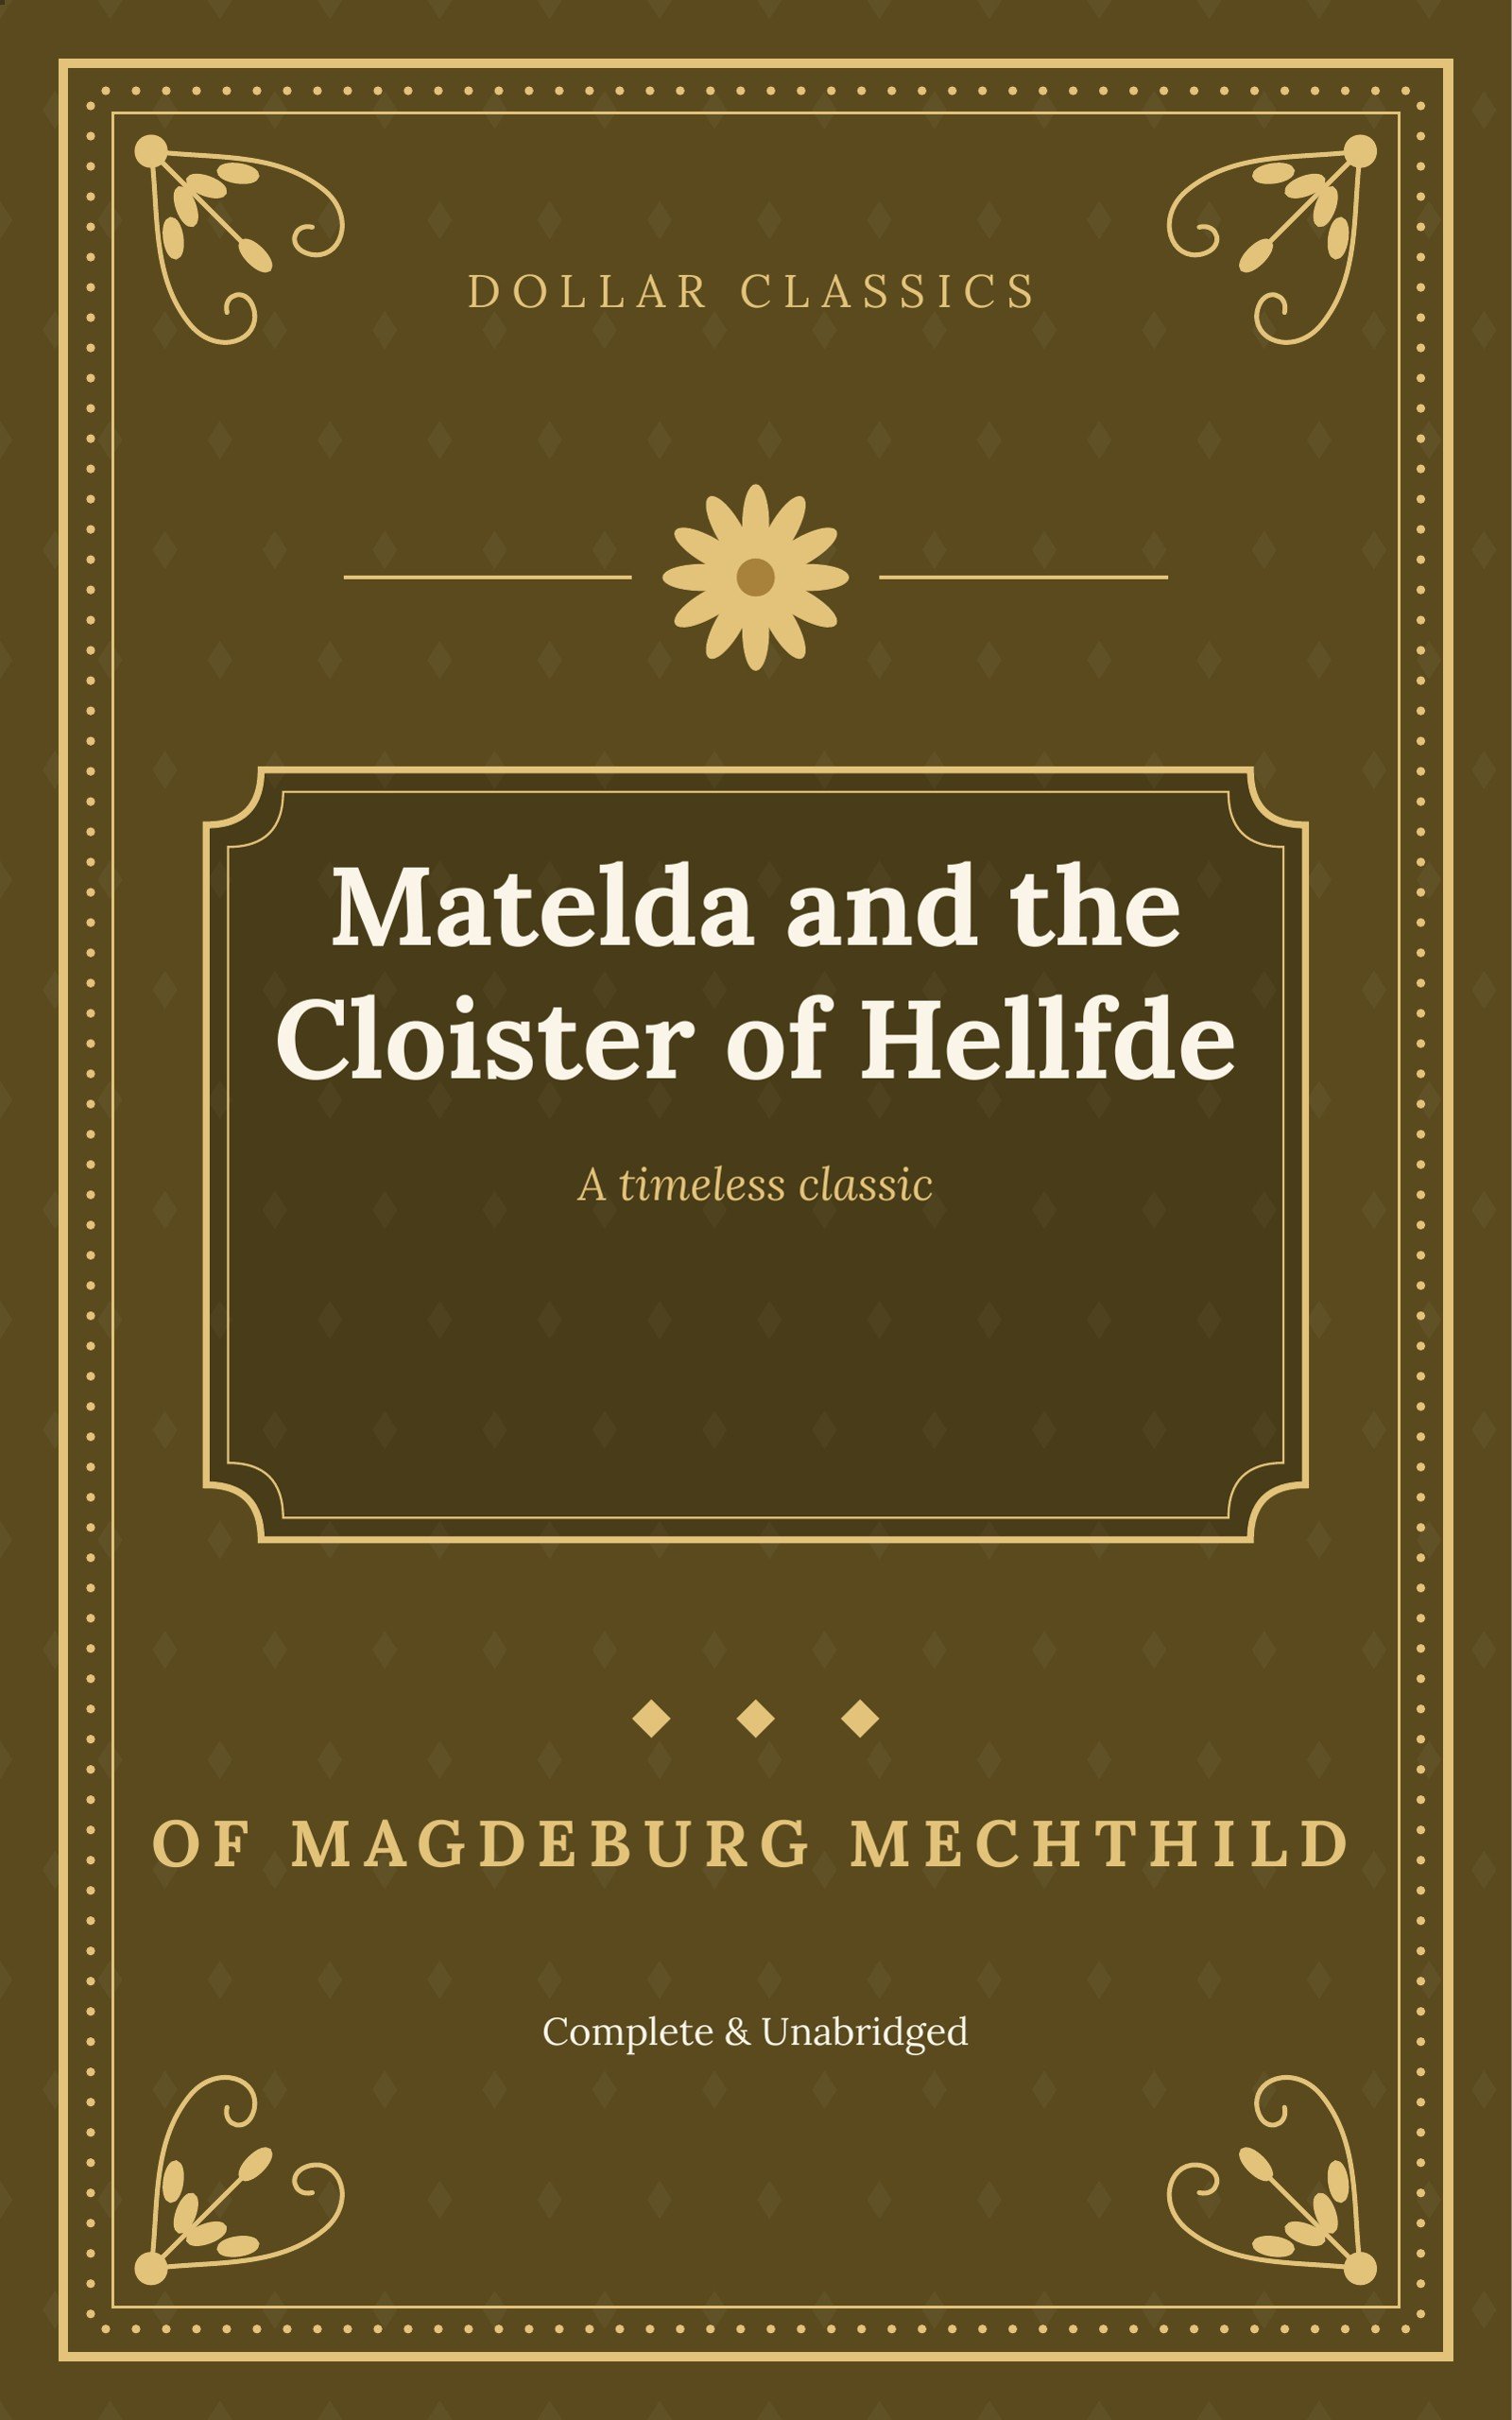 DOLLAR CLASSICS
Matelda and the
Cloister of Hellfde
A timeless classic
OF MAGDEBURG MECHTHILD
Complete & Unabridged